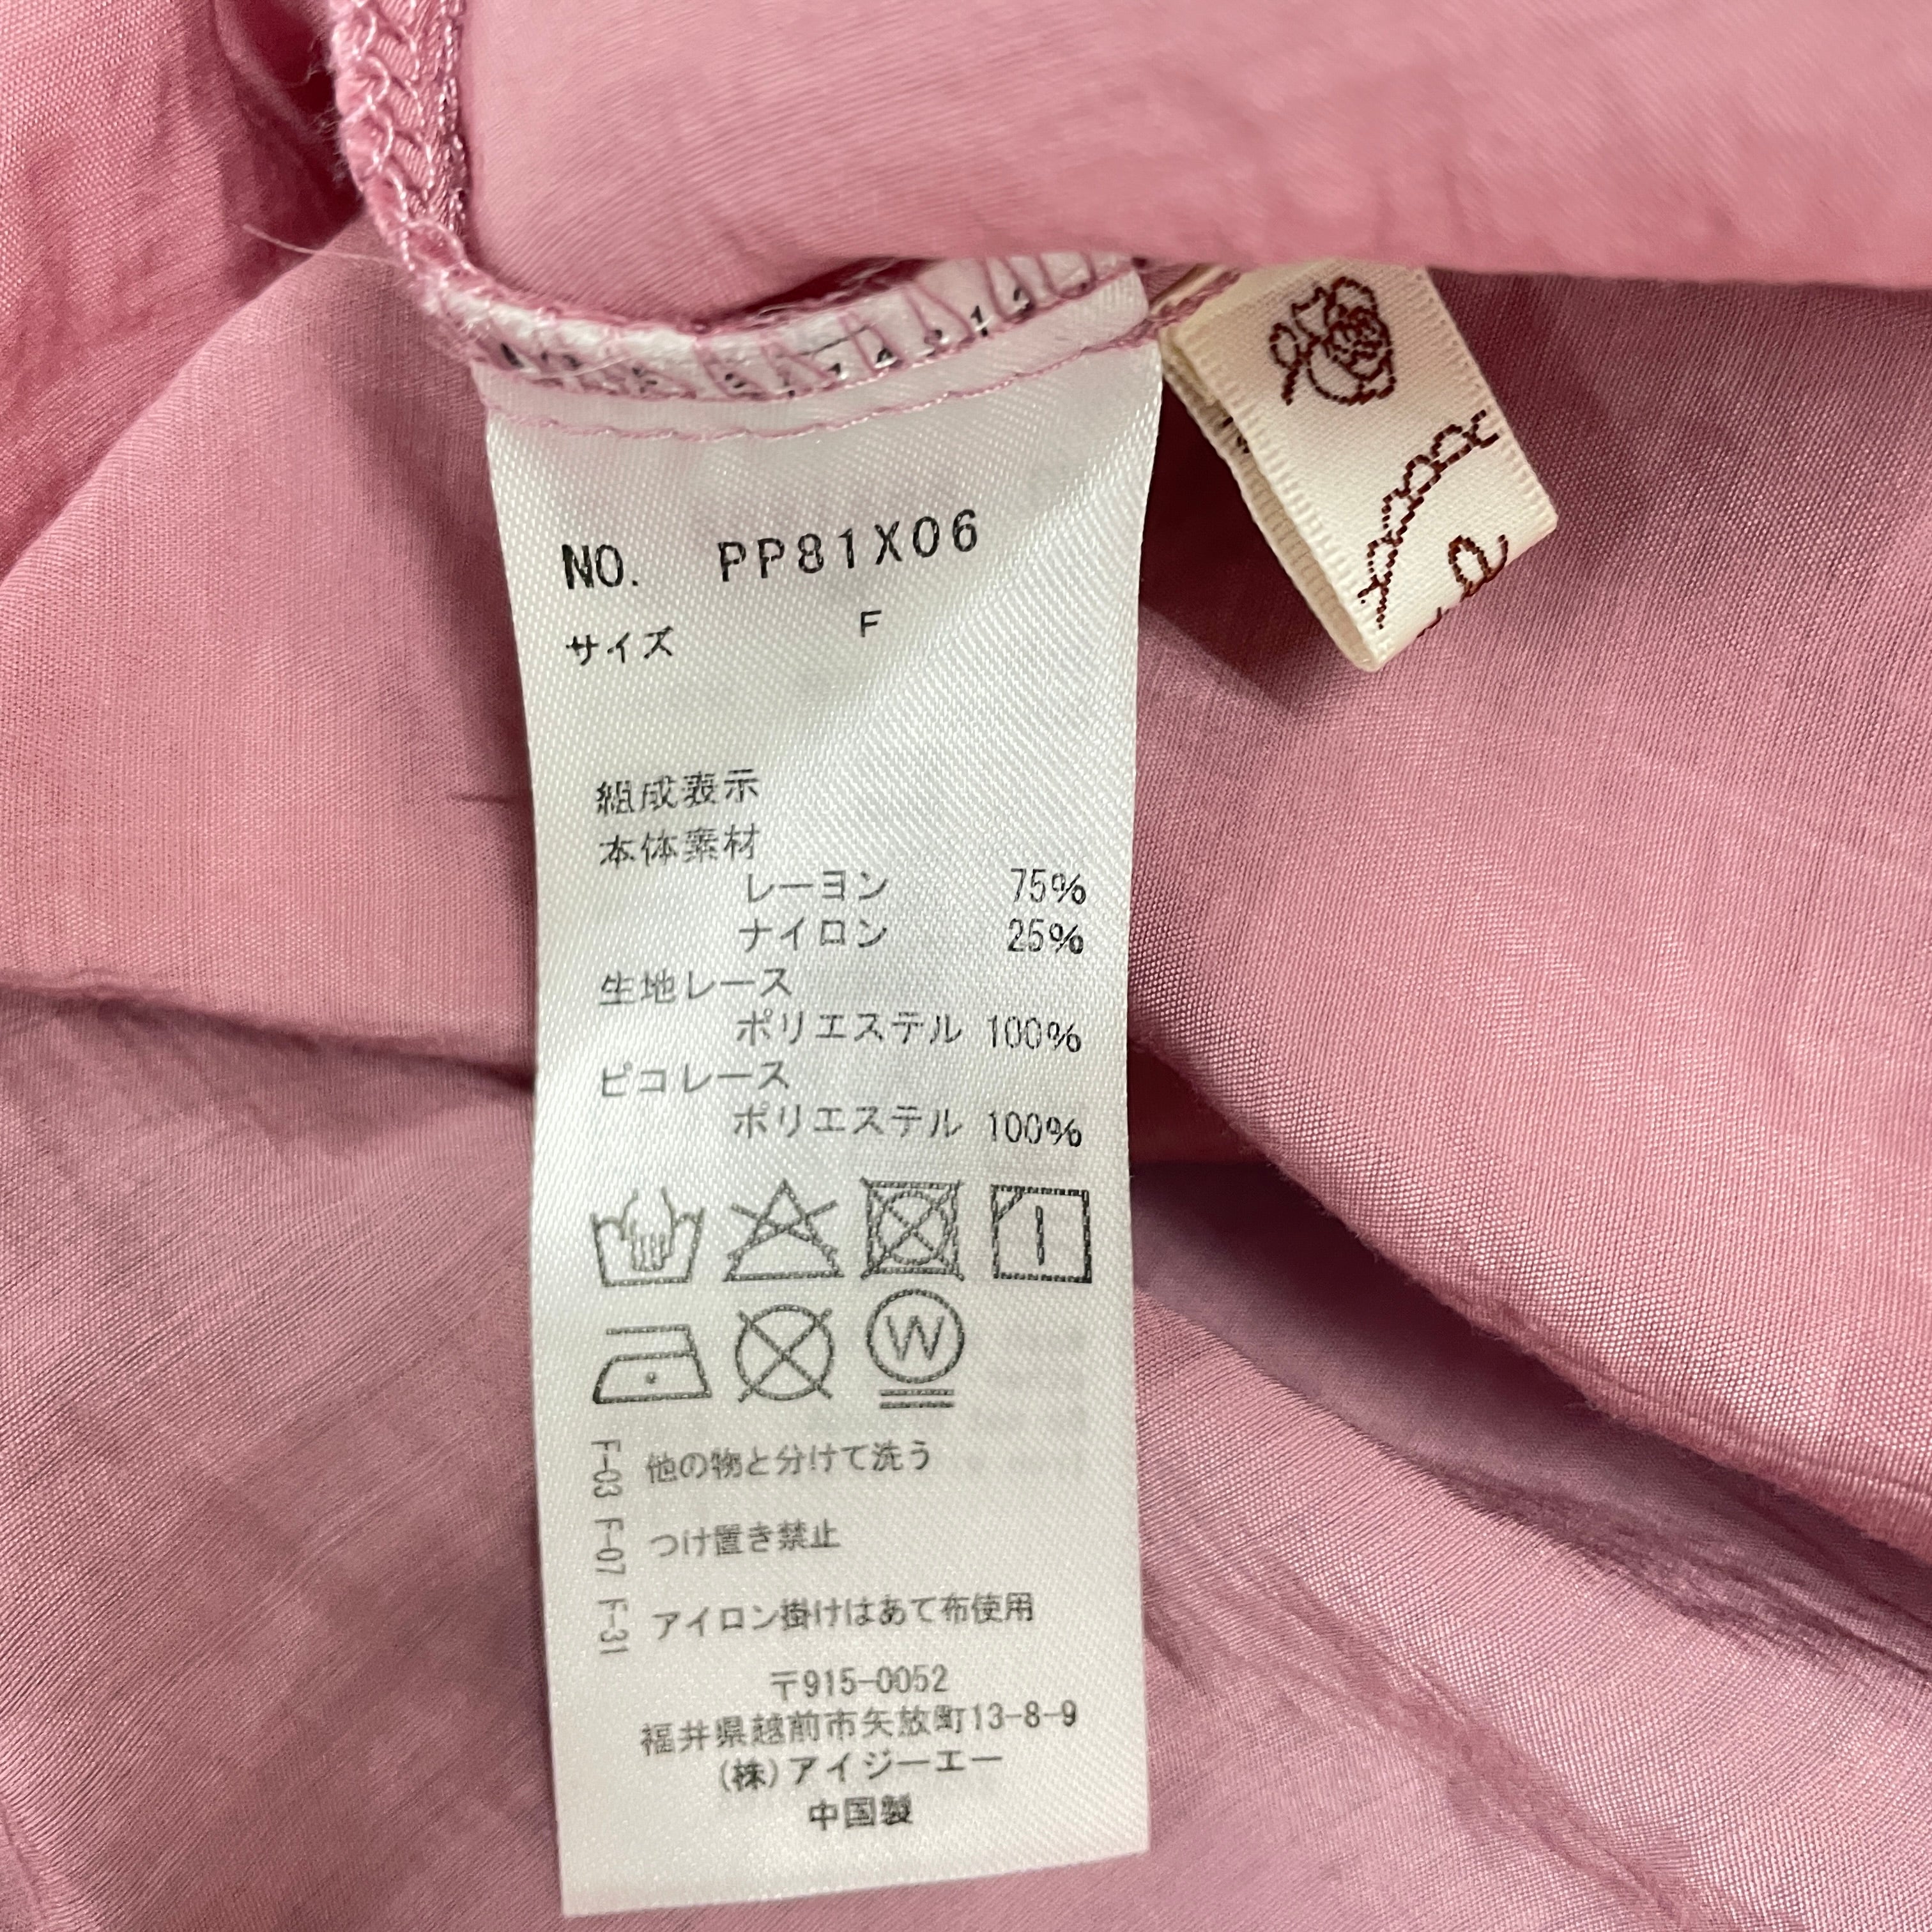 NO. PP81X06
サイズ F
組成表示
本体素材
レーヨン 75%
ナイロン 25%
生地レース
ポリエステル 100%
ピコレース
ポリエステル 100%
W
F-03 他の物と分けて洗う
F-07 つけ置き禁止
F-31 アイロン掛けはあて布使用
〒915-0052
福井県越前市矢放町13-8-9
(株)アイジーエー
中国製